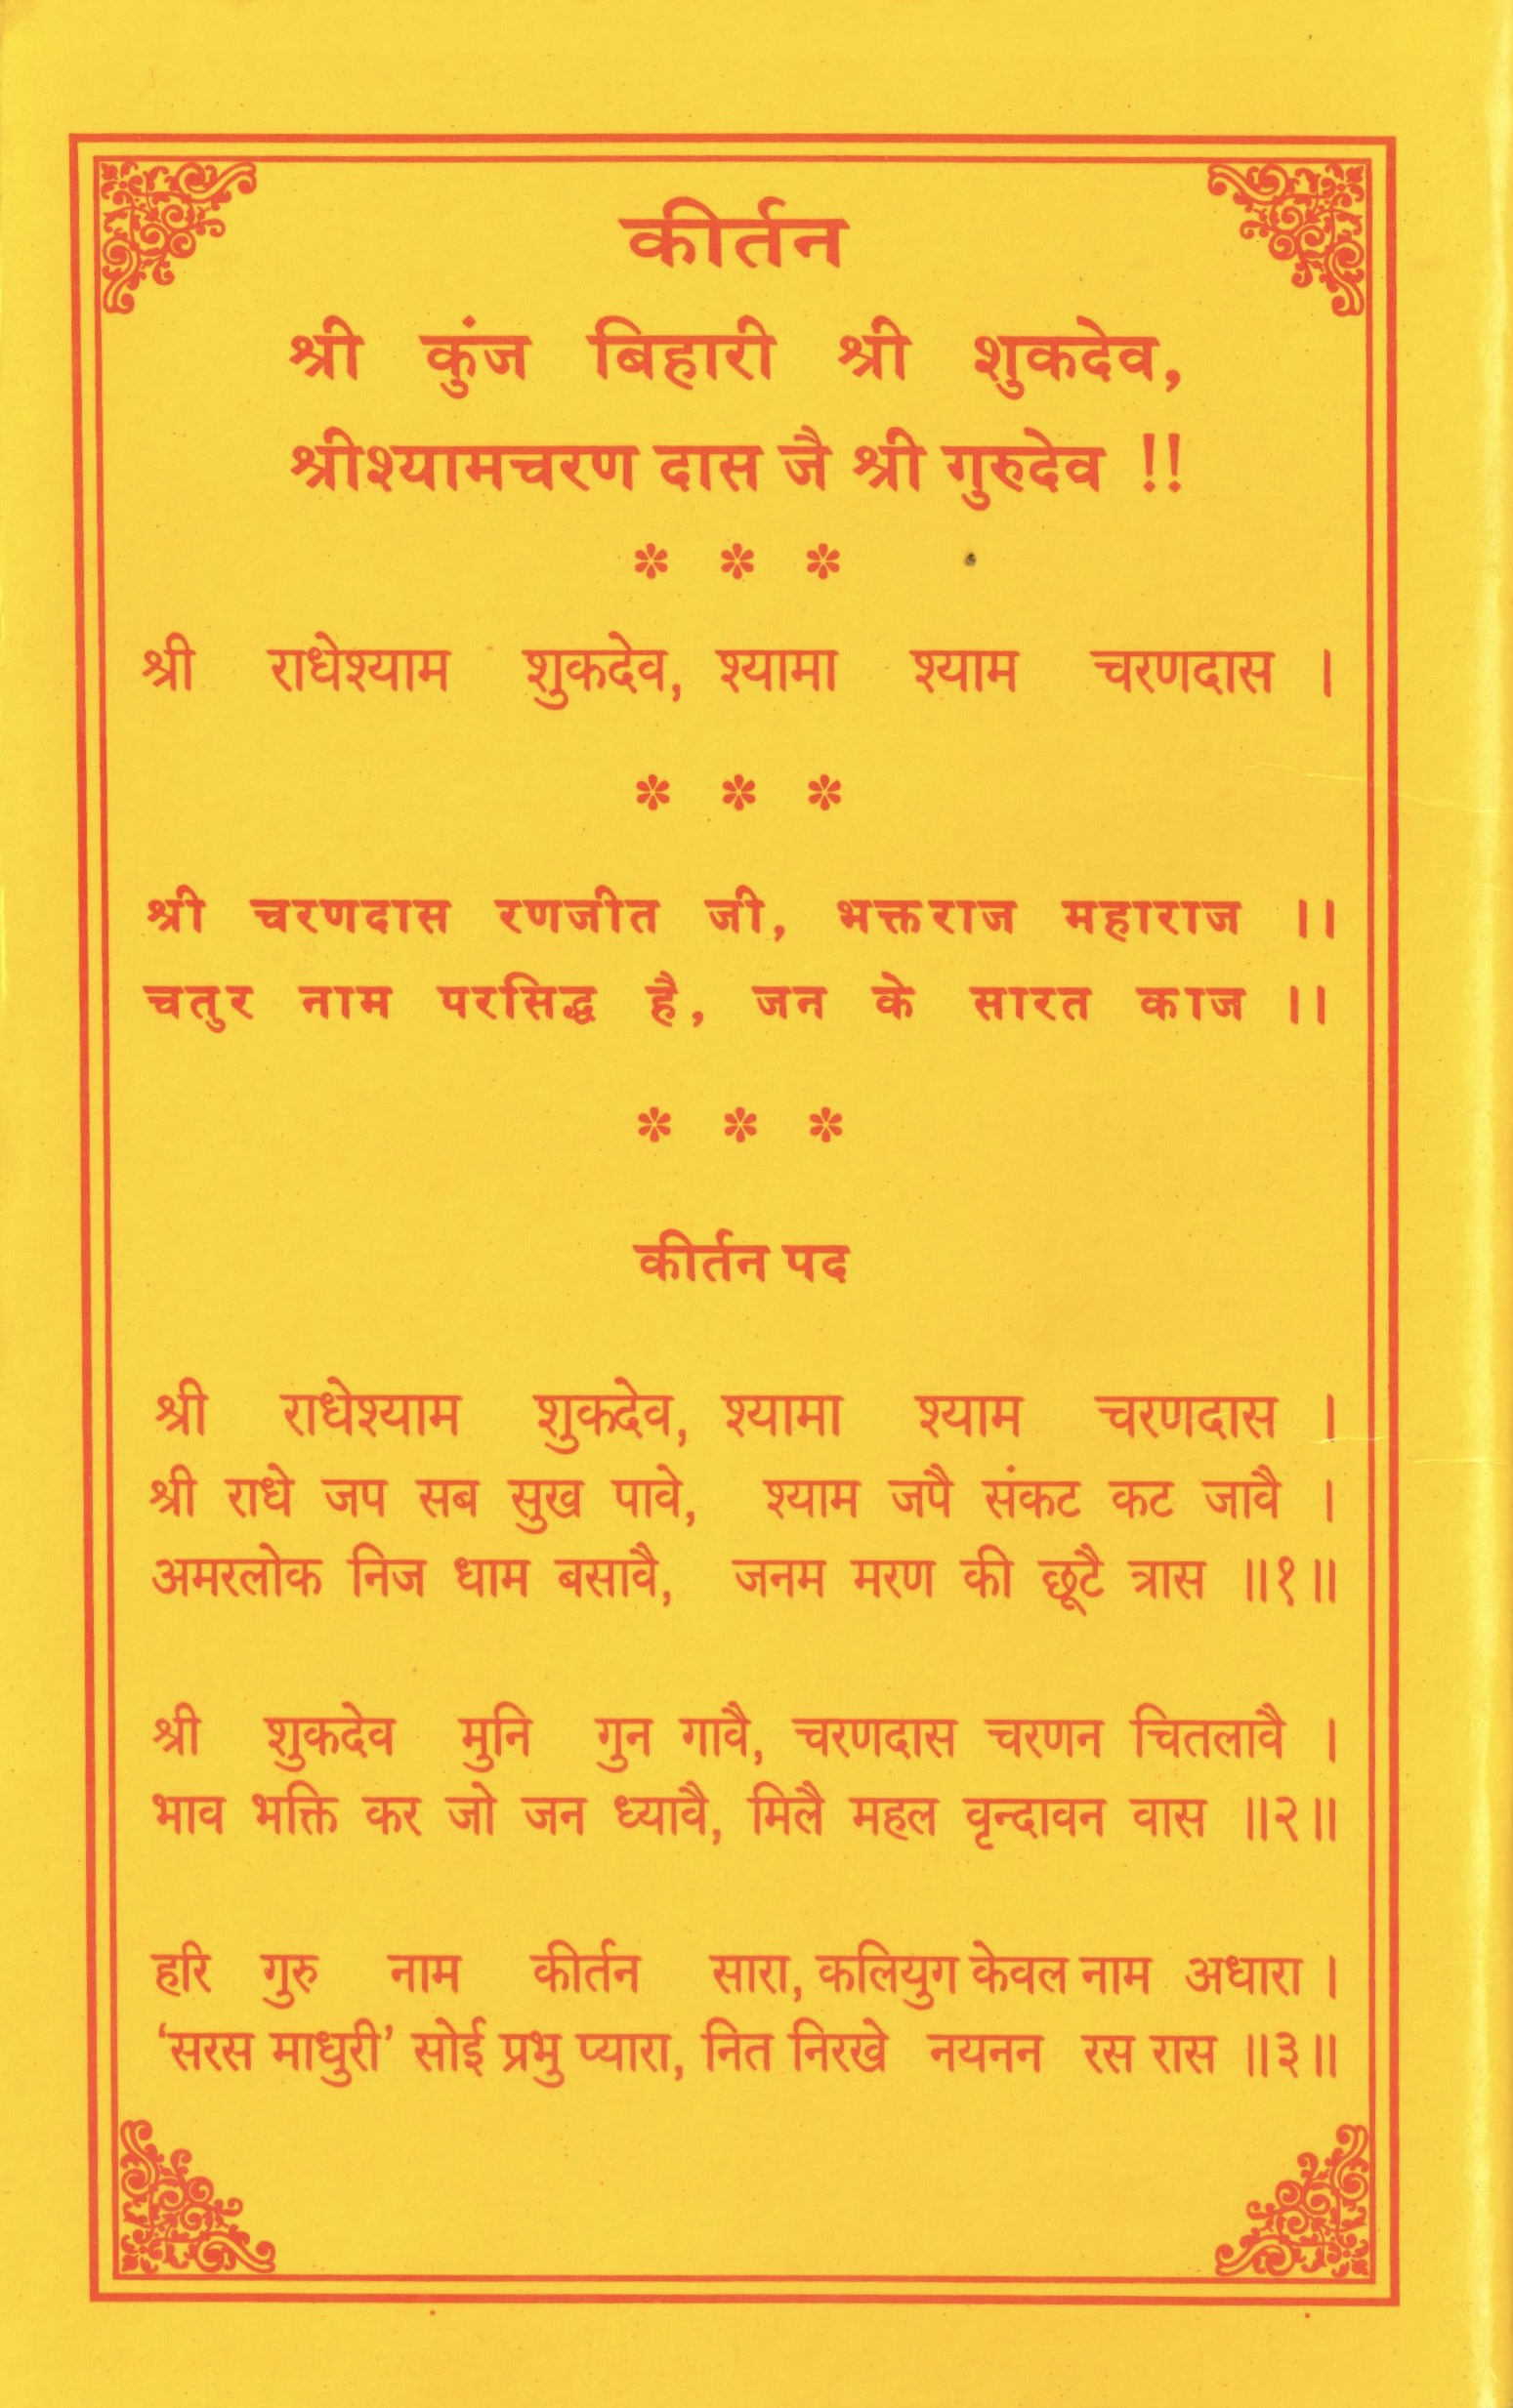 कीर्तन
श्री कुंज बिहारी श्री शुकदेव,
श्रीश्यामचरण दास जै श्री गुरुदेव !!
* * *
श्री राधेश्याम शुकदेव, श्यामा श्याम चरणदास ।
* * *
श्री चरणदास रणजीत जी, भक्तराज महाराज ।।
चतुर नाम परसिद्ध है, जन के सारत काज ।।
* * *
कीर्तन पद
श्री राधेश्याम शुकदेव, श्यामा श्याम चरणदास ।
श्री राधे जप सब सुख पावे, श्याम जपै संकट कट जावै ।
अमरलोक निज धाम बसावै, जनम मरण की छूटै त्रास ॥१॥
श्री शुकदेव मुनि गुन गावै, चरणदास चरणन चितलावै ।
भाव भक्ति कर जो जन ध्यावै, मिलै महल वृन्दावन वास ॥२॥
हरि गुरु नाम कीर्तन सारा, कलियुग केवल नाम अधारा ।
‘सरस माधुरी’ सोई प्रभु प्यारा, नित निरखे नयनन रस रास ॥३॥